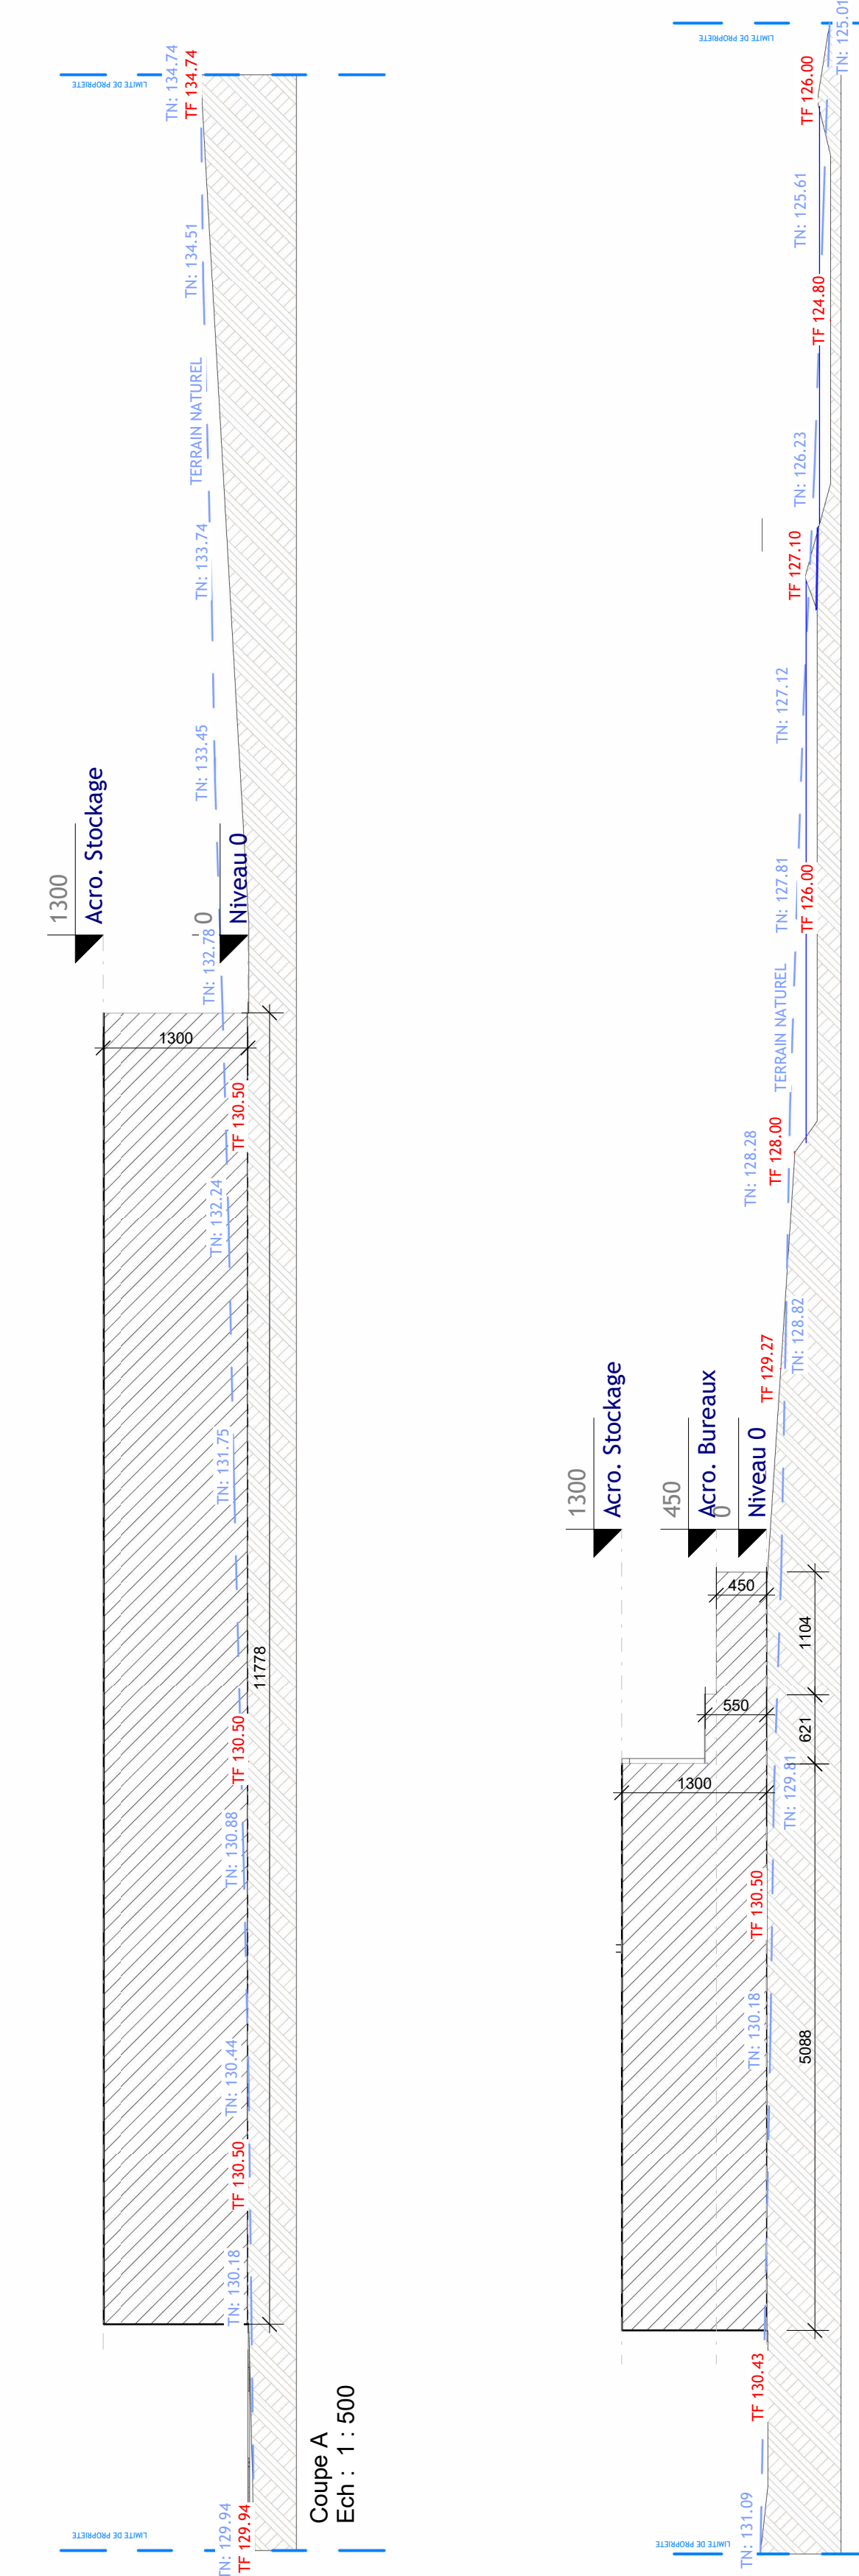 LIMITE DE PROPRIETE
TN: 129.94
TF 129.94
TN: 130.18
TF 130.50
TN: 130.44
TN: 130.88
TF 130.50
TN: 131.75
TN: 132.24
TF 130.50
TN: 132.78
TN: 133.45
TN: 133.74
TERRAIN NATUREL
TN: 134.51
TN: 134.74
TF 134.74
LIMITE DE PROPRIETE
1300
Acro. Stockage
0
Niveau 0
1300
11778
Coupe A
Ech : 1 : 500
LIMITE DE PROPRIETE
TN: 131.09
TF 130.43
TN: 130.18
TF 130.50
TN: 129.81
1300
Acro. Stockage
450
Acro. Bureaux
0
Niveau 0
1300
550
450
5088
621
1104
TF 129.27
TN: 128.82
TN: 128.28
TF 128.00
TERRAIN NATUREL
TN: 127.81
TF 126.00
TN: 127.12
TF 127.10
TN: 126.23
TF 124.80
TN: 125.61
TF 126.00
TN: 125.01
LIMITE DE PROPRIETE